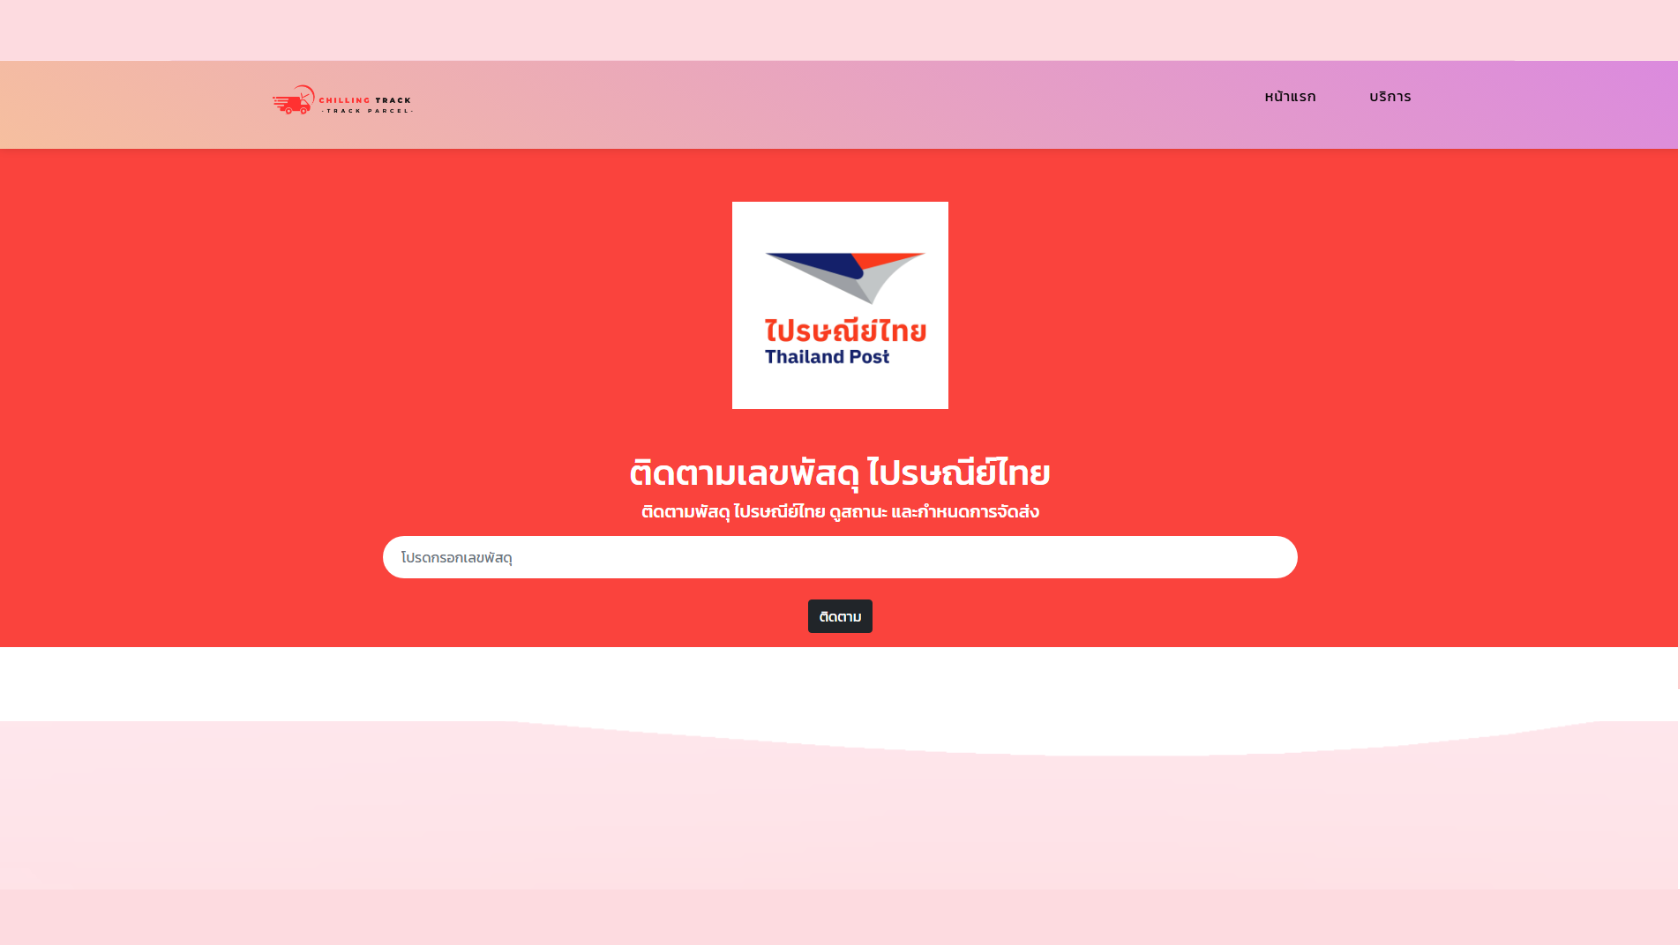 CHILLING TRACK
-TRACK PARCEL-
หน้าแรก
บริการ
ไปรษณีย์ไทย
Thailand Post
ติดตามเลขพัสดุ ไปรษณีย์ไทย
ติดตามพัสดุ ไปรษณีย์ไทย ดูสถานะ และกำหนดการจัดส่ง
โปรดกรอกเลขพัสดุ
ติดตาม